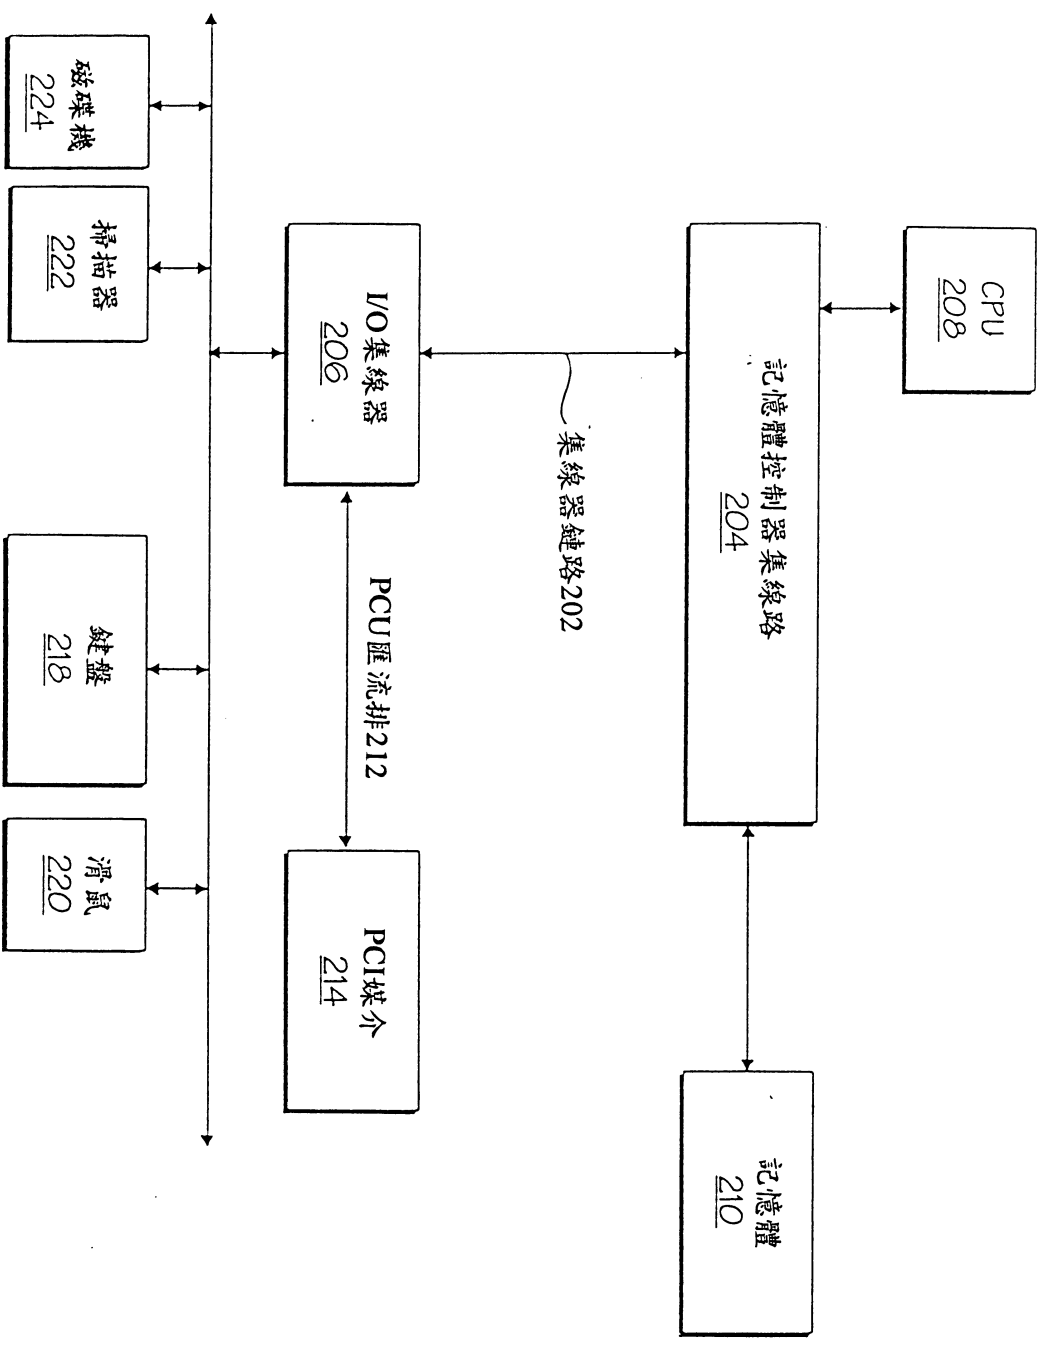 CPU
208
記憶體控制器集線路
204
記憶體
210
集線器鏈路202
I/O集線器
206
PCU匯流排212
PCI媒介
214
磁碟機
224
掃描器
222
鍵盤
218
滑鼠
220